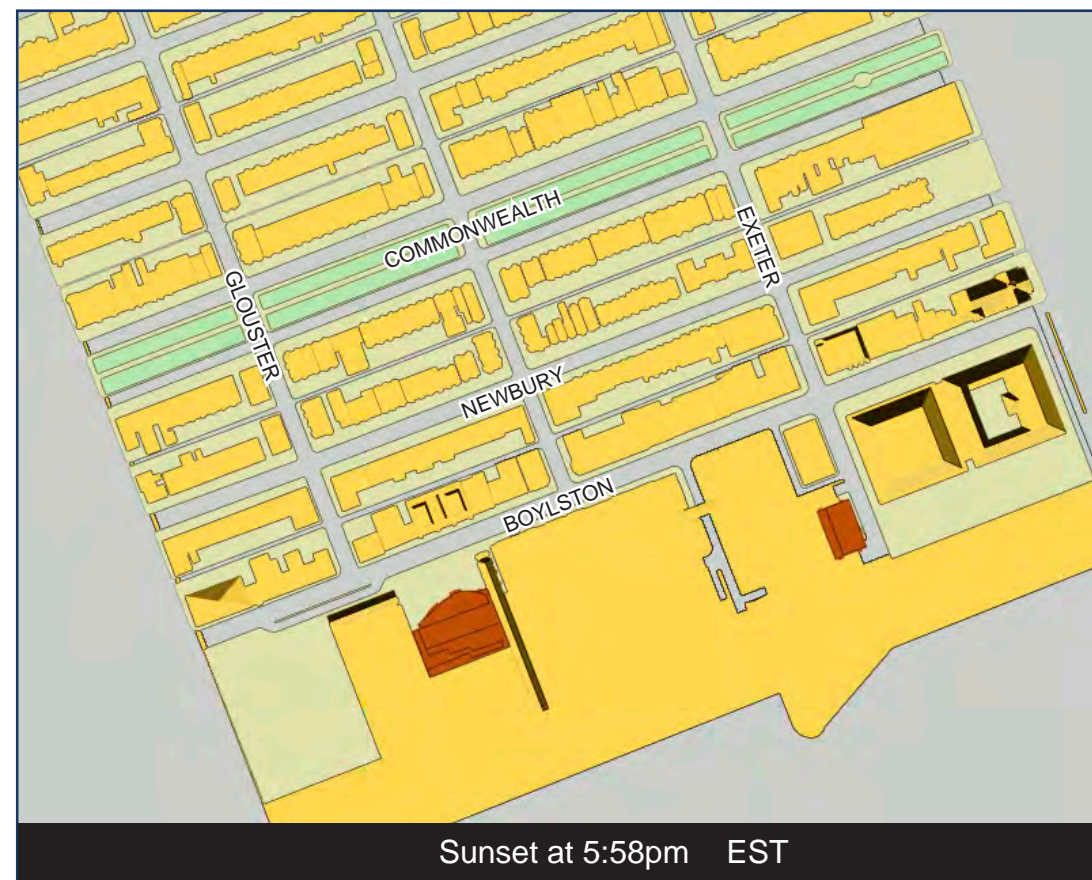 COMMONWEALTH
EXETER
GLOUSTER
NEWBURY
BOYLSTON
Sunset at 5:58pm EST